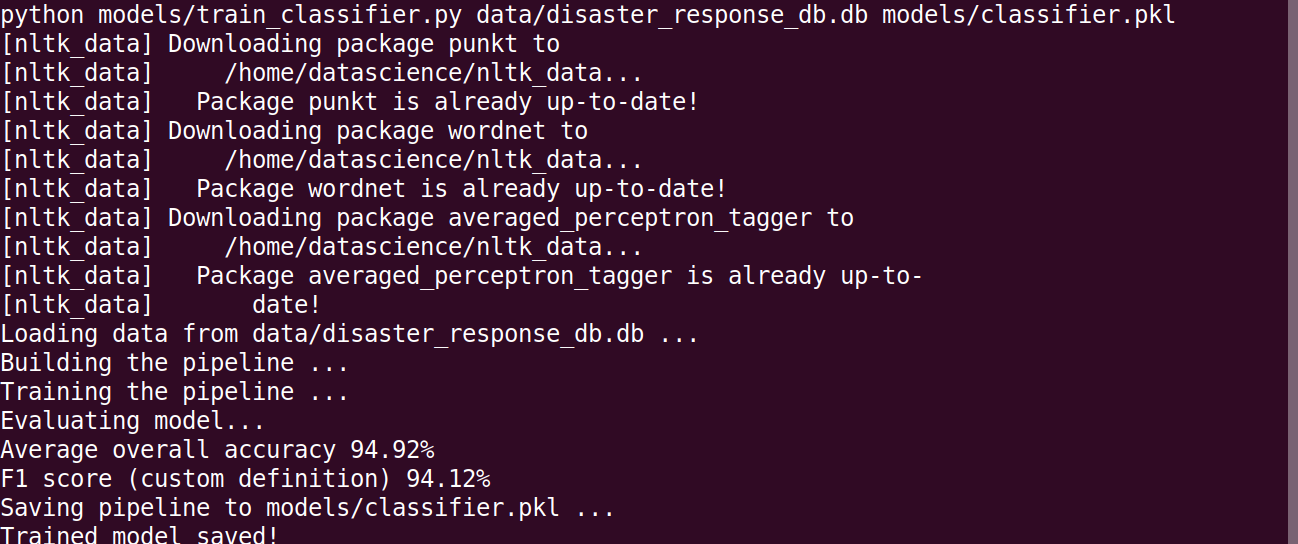 python models/train_classifier.py data/disaster_response_db.db models/classifier.pkl
[nltk_data] Downloading package punkt to
[nltk_data]     /home/datascience/nltk_data...
[nltk_data]   Package punkt is already up-to-date!
[nltk_data] Downloading package wordnet to
[nltk_data]     /home/datascience/nltk_data...
[nltk_data]   Package wordnet is already up-to-date!
[nltk_data] Downloading package averaged_perceptron_tagger to
[nltk_data]     /home/datascience/nltk_data...
[nltk_data]   Package averaged_perceptron_tagger is already up-to-
[nltk_data]       date!
Loading data from data/disaster_response_db.db ...
Building the pipeline ...
Training the pipeline ...
Evaluating model...
Average overall accuracy 94.92%
F1 score (custom definition) 94.12%
Saving pipeline to models/classifier.pkl ...
Trained model saved!